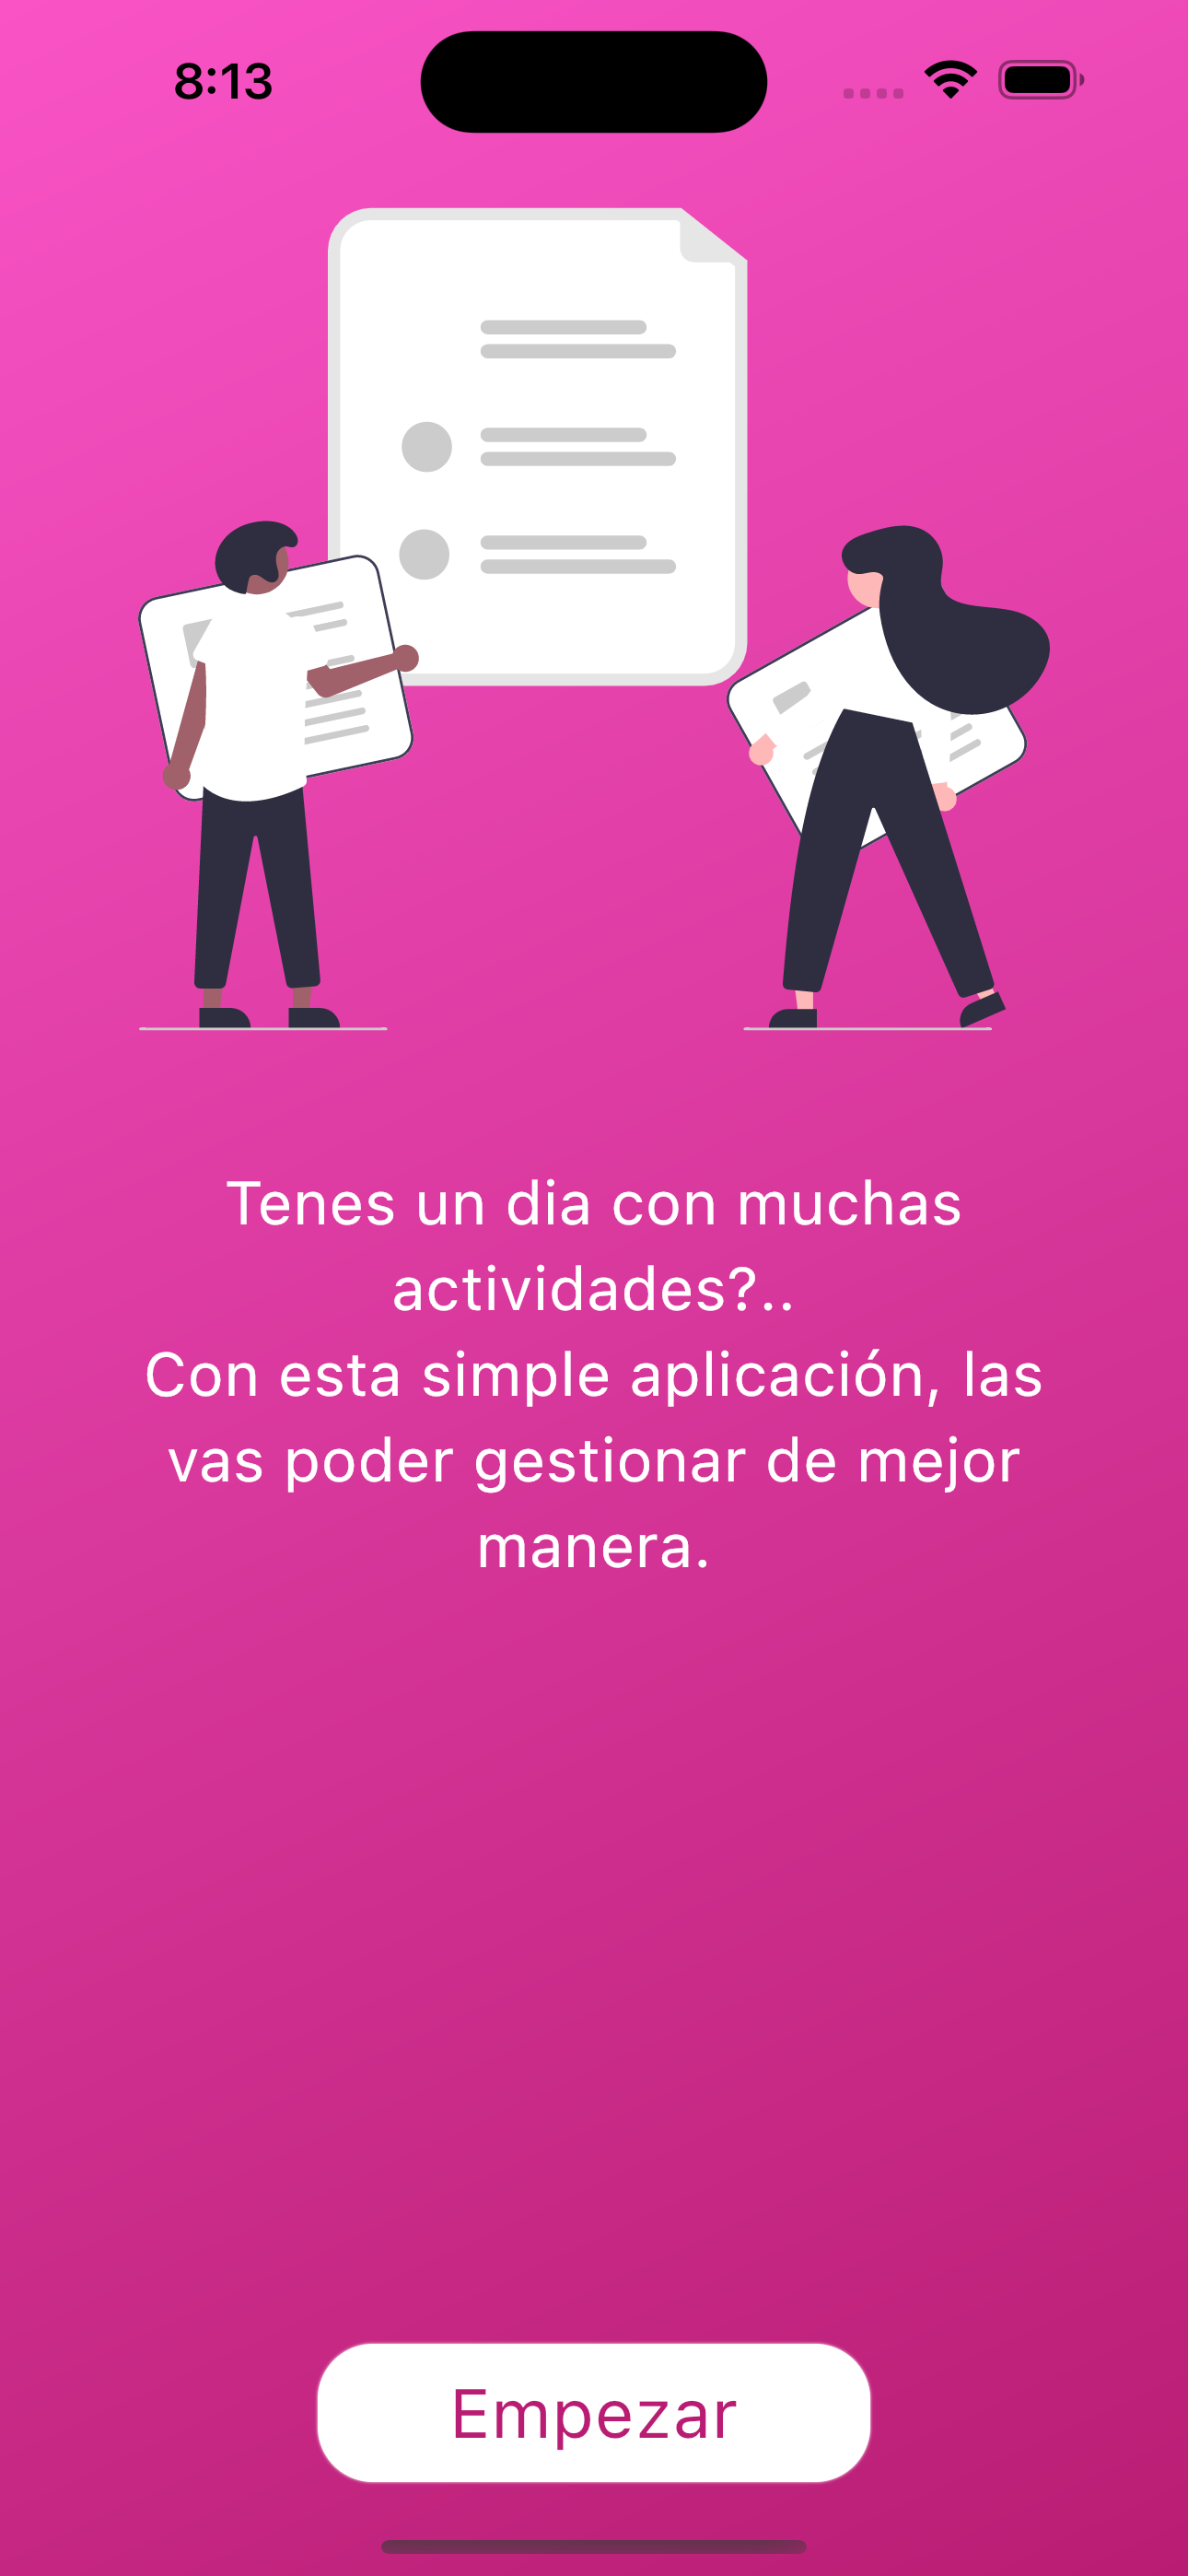 8:13
Tenes un dia con muchas
actividades?..
Con esta simple aplicación, las
vas poder gestionar de mejor
manera.
Empezar